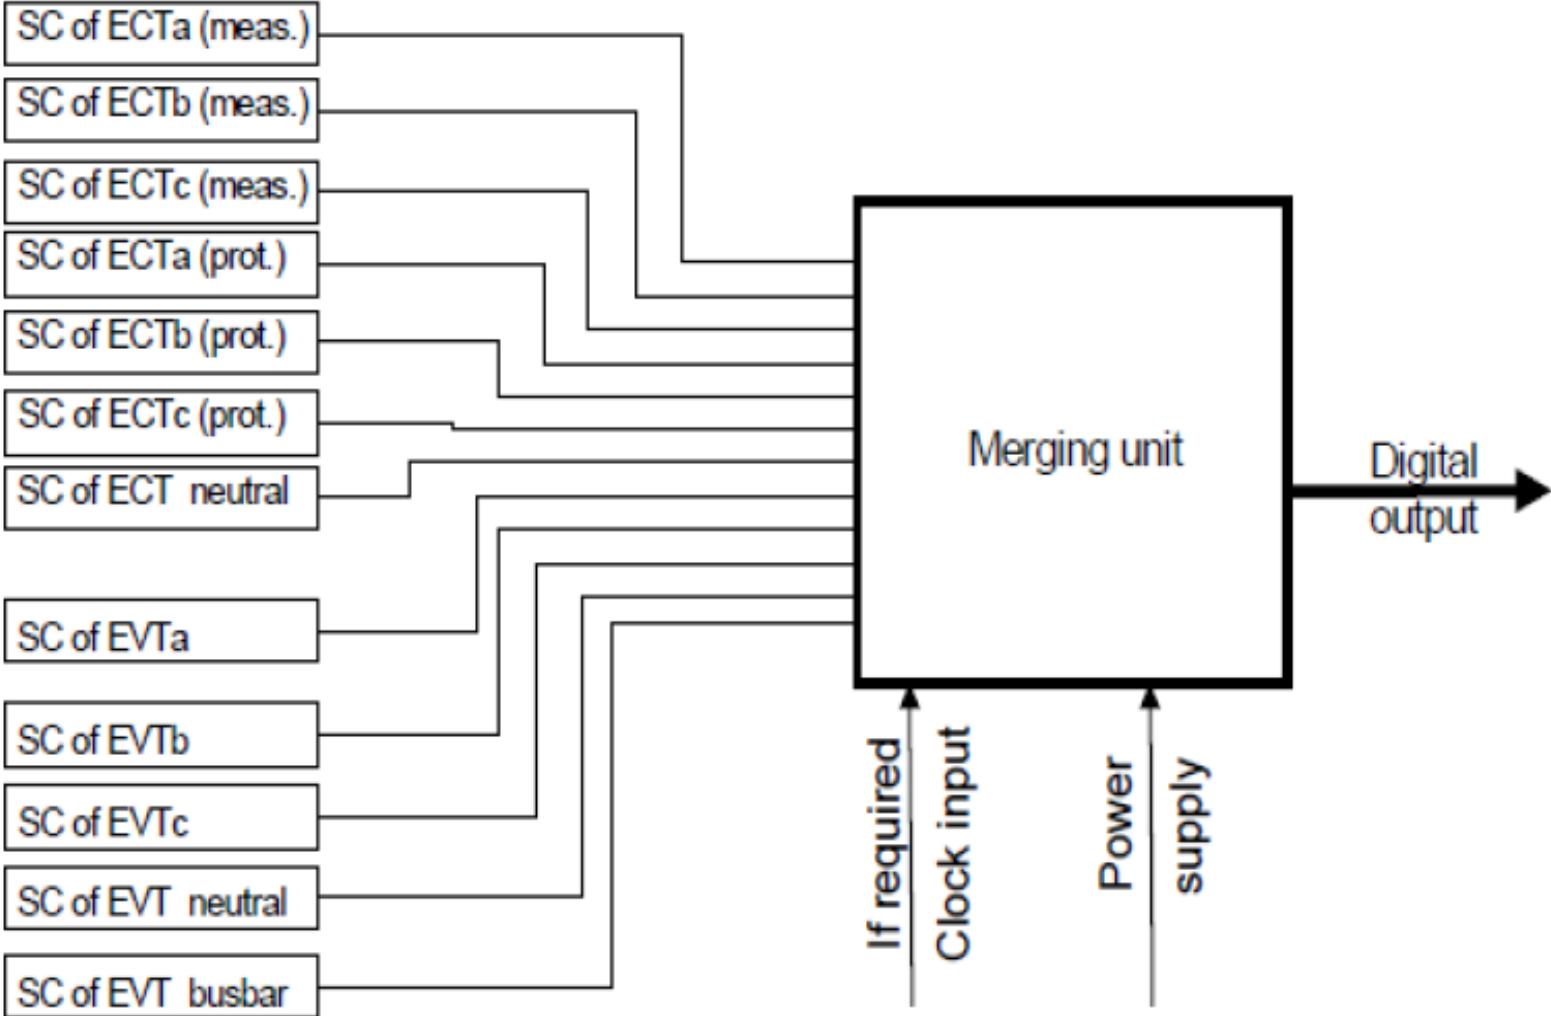 SC of ECTa (meas.)
SC of ECTb (meas.)
SC of ECTc (meas.)
SC of ECTa (prot.)
SC of ECTb (prot.)
SC of ECTc (prot.)
SC of ECT neutral
SC of EVTa
SC of EVTb
SC of EVTc
SC of EVT neutral
SC of EVT busbar
Merging unit
Digital
output
If required
Clock input
Power
supply